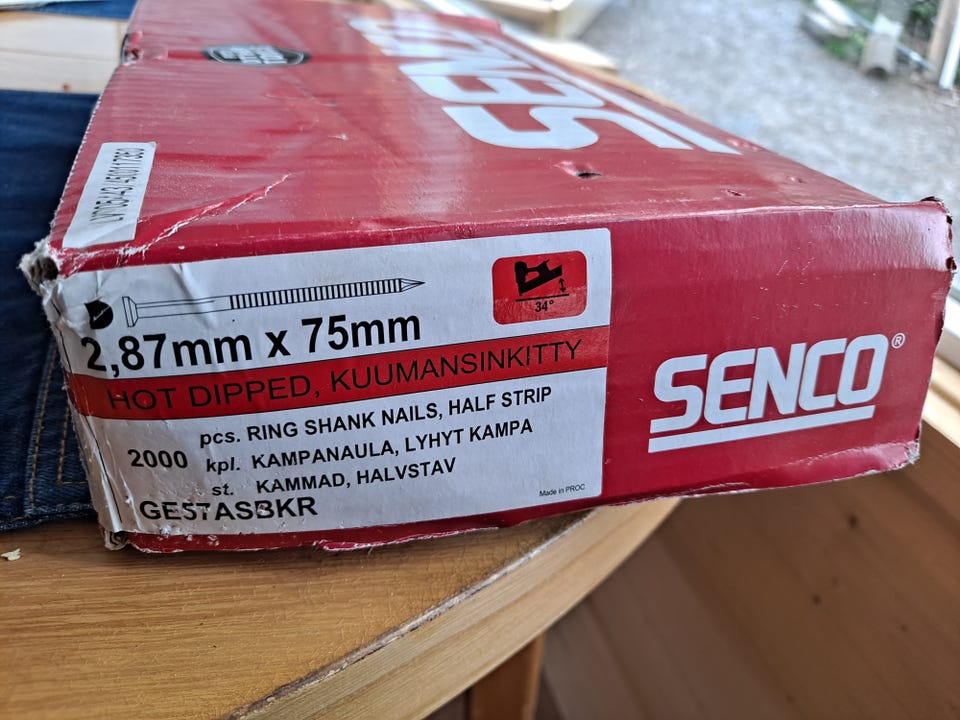 SENCO
2,87mm x 75mm
34°
HOT DIPPED, KUUMANSINKITTY
pcs. RING SHANK NAILS, HALF STRIP
2000 kpl. KAMPANAULA, LYHYT KAMPA
st. KAMMAD, HALVSTAV
GE57ASBKR
Made in PROC
SENCO®